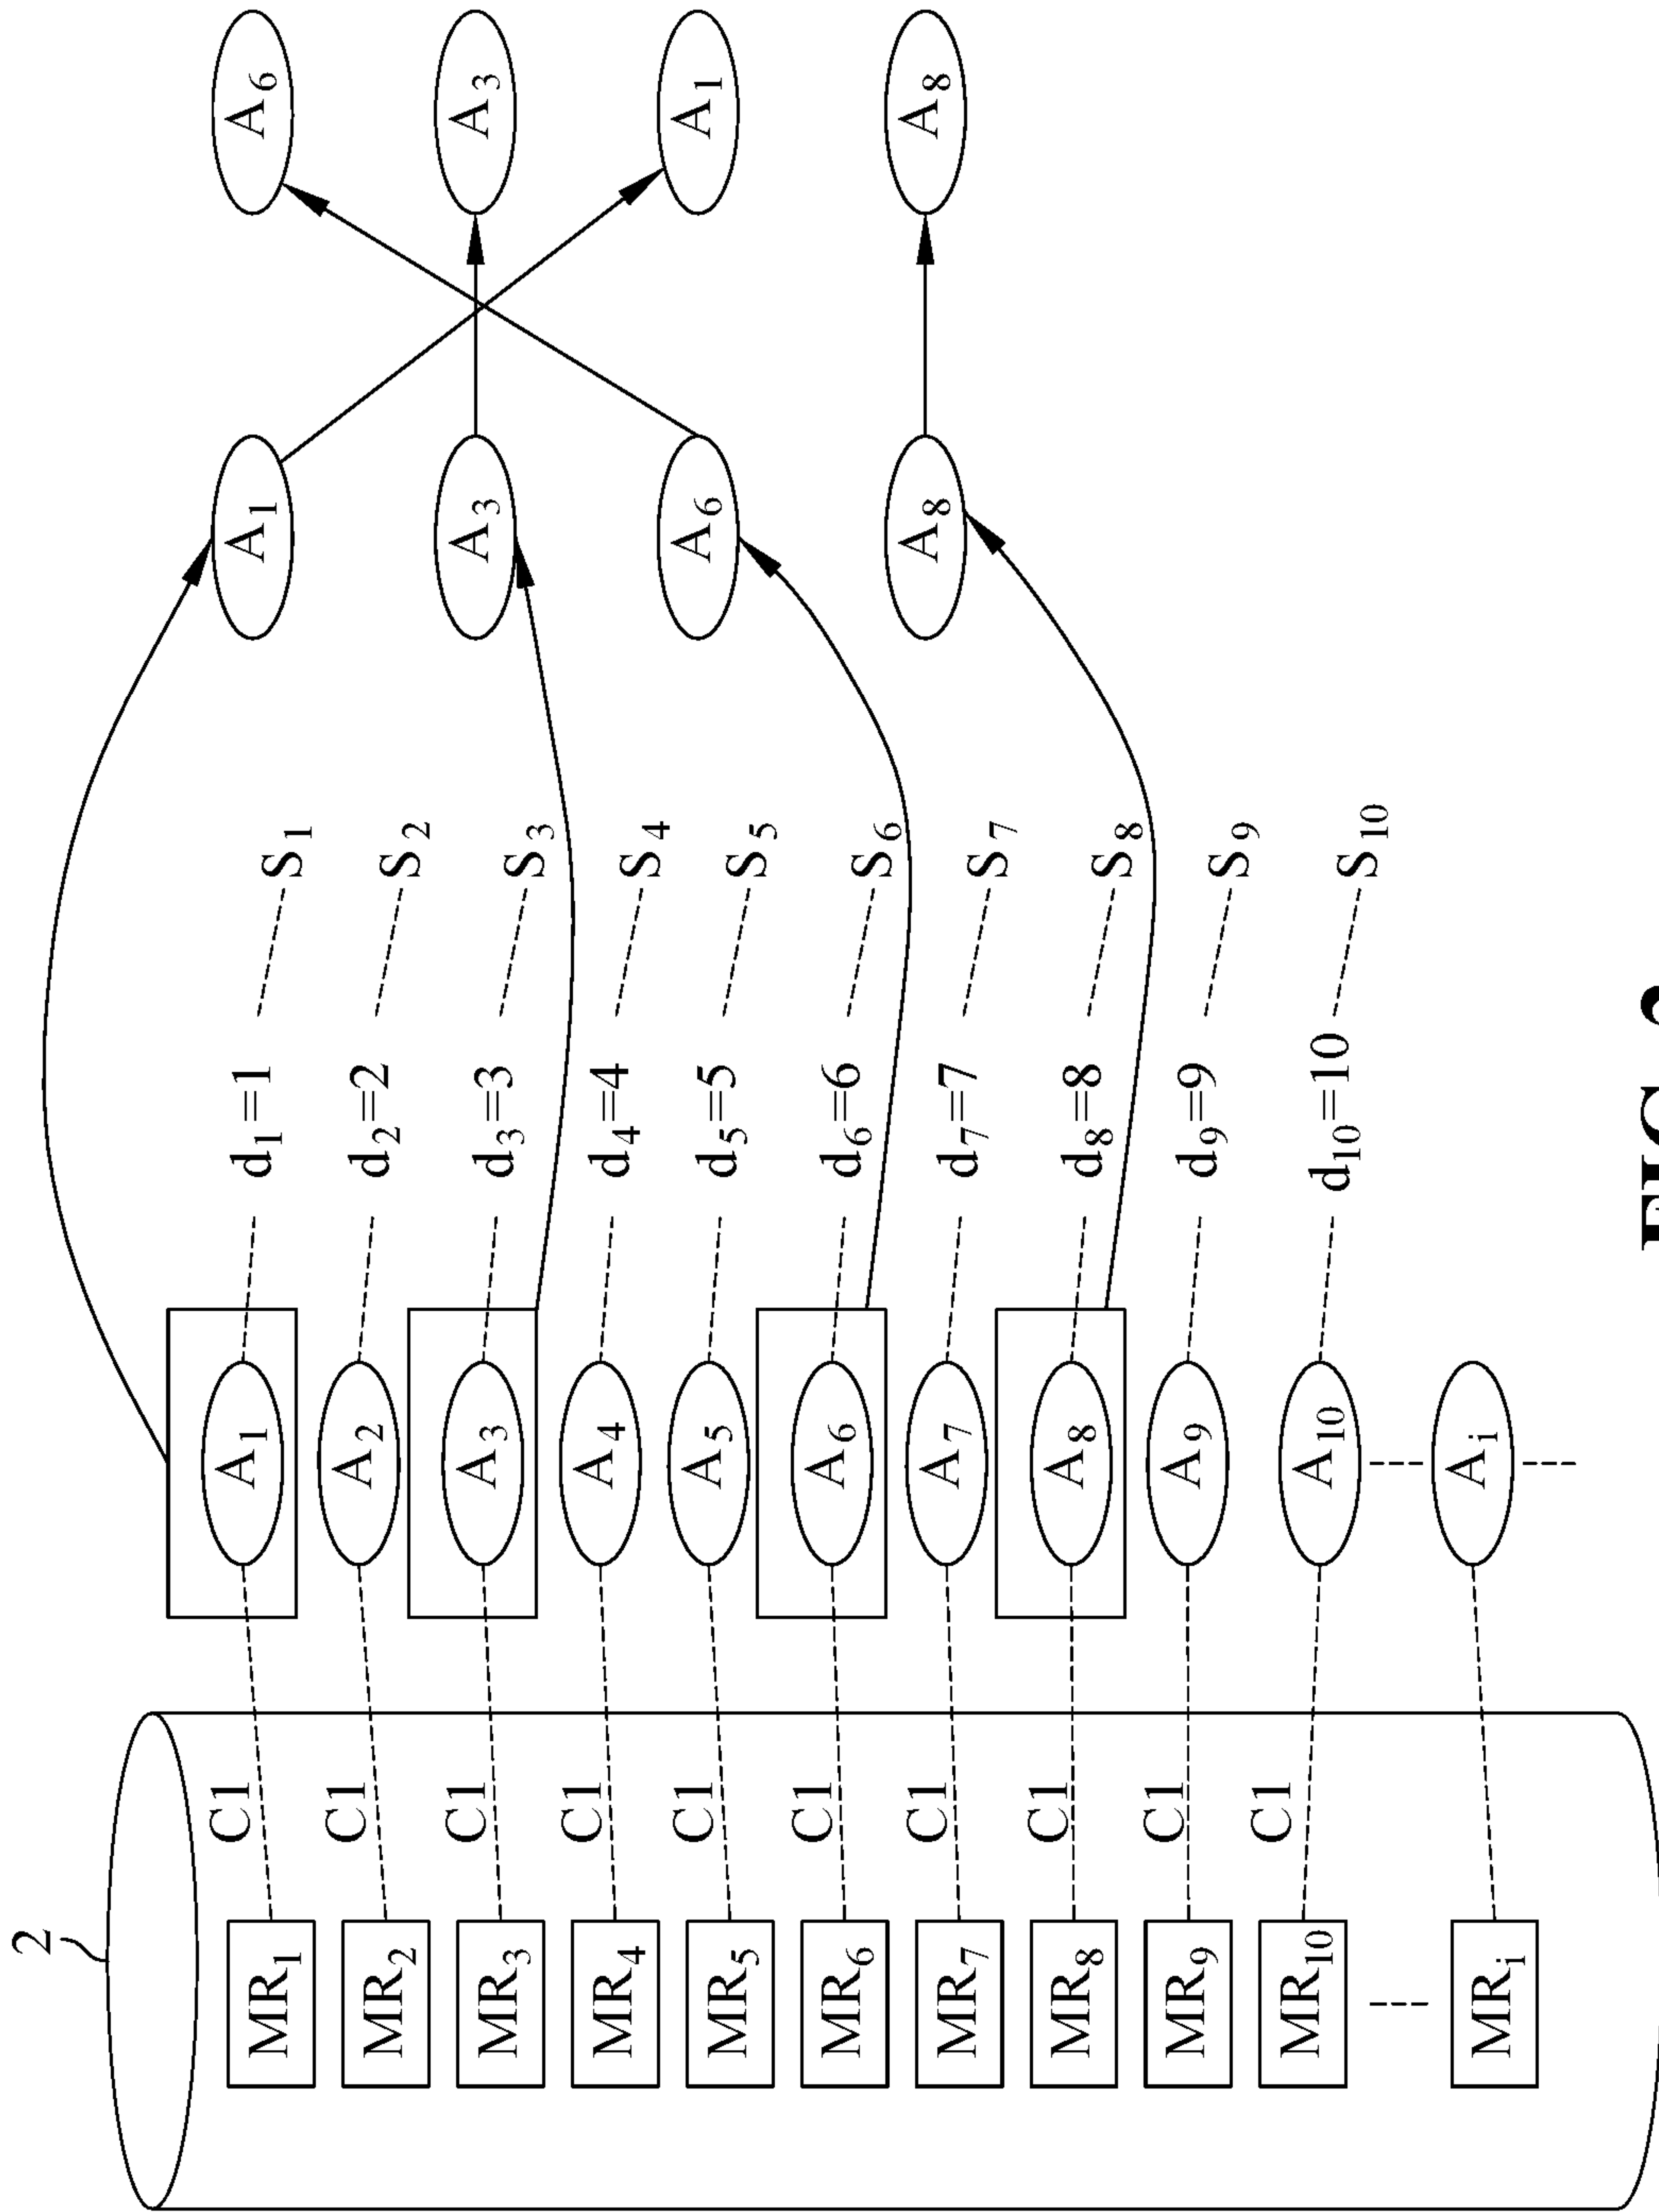 2
MR1 C1 A1 d1=1 S1 A1 A6
MR2 C1 A2 d2=2 S2
MR3 C1 A3 d3=3 S3 A3 A3
MR4 C1 A4 d4=4 S4
MR5 C1 A5 d5=5 S5 A6 A1
MR6 C1 A6 d6=6 S6
MR7 C1 A7 d7=7 S7 A8 A8
MR8 C1 A8 d8=8 S8
MR9 C1 A9 d9=9 S9
MR10 C1 A10 d10=10 S10
MRi Ai
FIG.